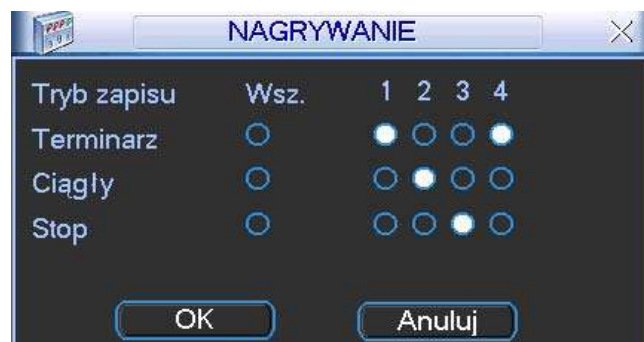 NAGRYWANIE
Tryb zapisu Wsz. 1 2 3 4
Terminarz
Ciągły
Stop
OK Anuluj